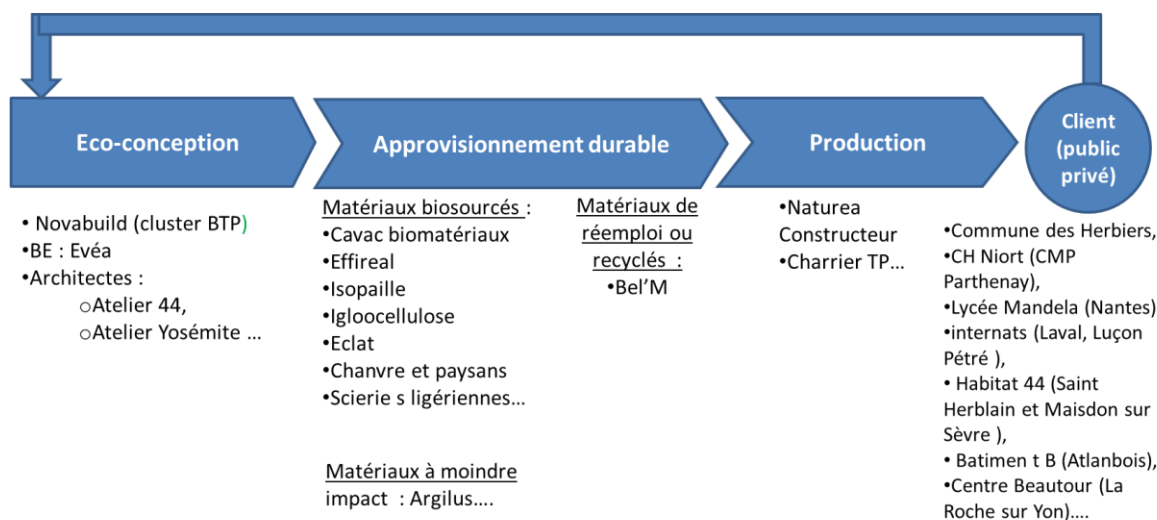 Eco-conception
Approvisionnement durable
Production
Client
(public
privé)
• Novabuild (cluster BTP)
•BE : Evéa
•Architectes :
oAtelier 44,
oAtelier Yosémite ...
Matériaux biosourcés :
•Cavac biomatériaux
•Effireal
•Isopaille
•Igloocellulose
•Eclat
•Chanvre et paysans
•Scierie s ligériennes...
Matériaux à moindre
impact : Argilus....
Matériaux de
réemploi ou
recyclés :
•Bel'M
•Naturea
Constructeur
•Charrier TP...
•Commune des Herbiers,
•CH Niort (CMP
Parthenay),
•Lycée Mandela (Nantes)
•internats (Laval, Luçon
Pétré ),
• Habitat 44 (Saint
Herblain et Maisdon sur
Sèvre ),
• Batimen t B (Atlanbois),
•Centre Beautour (La
Roche sur Yon)....